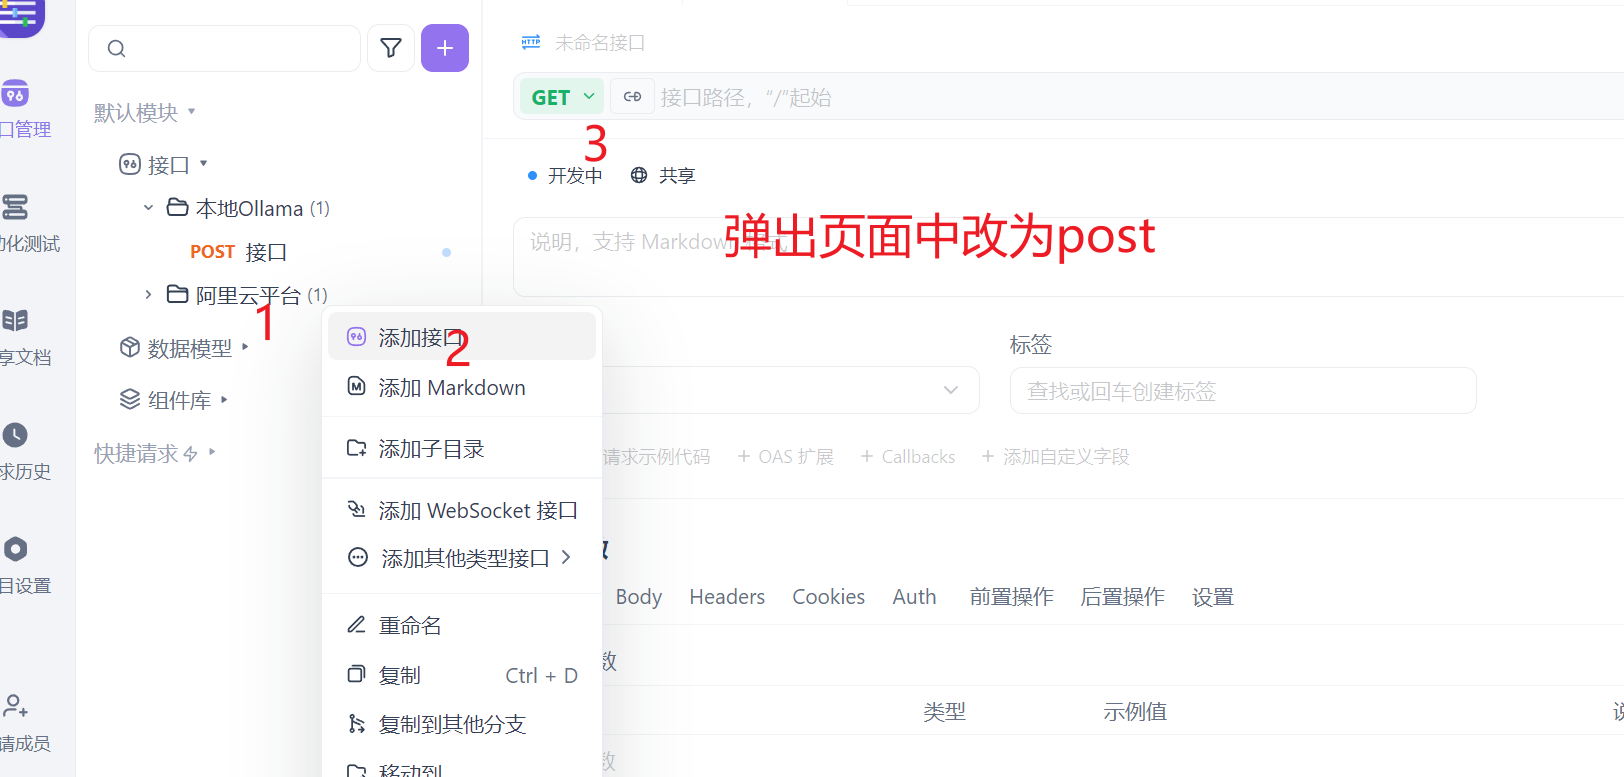 未命名接口
口管理
默认模块
GET
接口路径，“/”起始
接口
3
开发中
共享
本地Ollama (1)
说明，支持 Markdown
弹出页面中改为post
动化测试
POST 接口
阿里云平台 (1)
1
添加接口
2
享文档
数据模型
标签
添加 Markdown
查找或回车创建标签
组件库
添加子目录
请求示例代码
+ OAS 扩展
+ Callbacks
+ 添加自定义字段
快捷请求
求历史
添加 WebSocket 接口
添加其他类型接口
目设置
Body
Headers
Cookies
Auth
前置操作
后置操作
设置
重命名
数
复制
Ctrl + D
类型
示例值
复制到其他分支
请成员
数
移动到